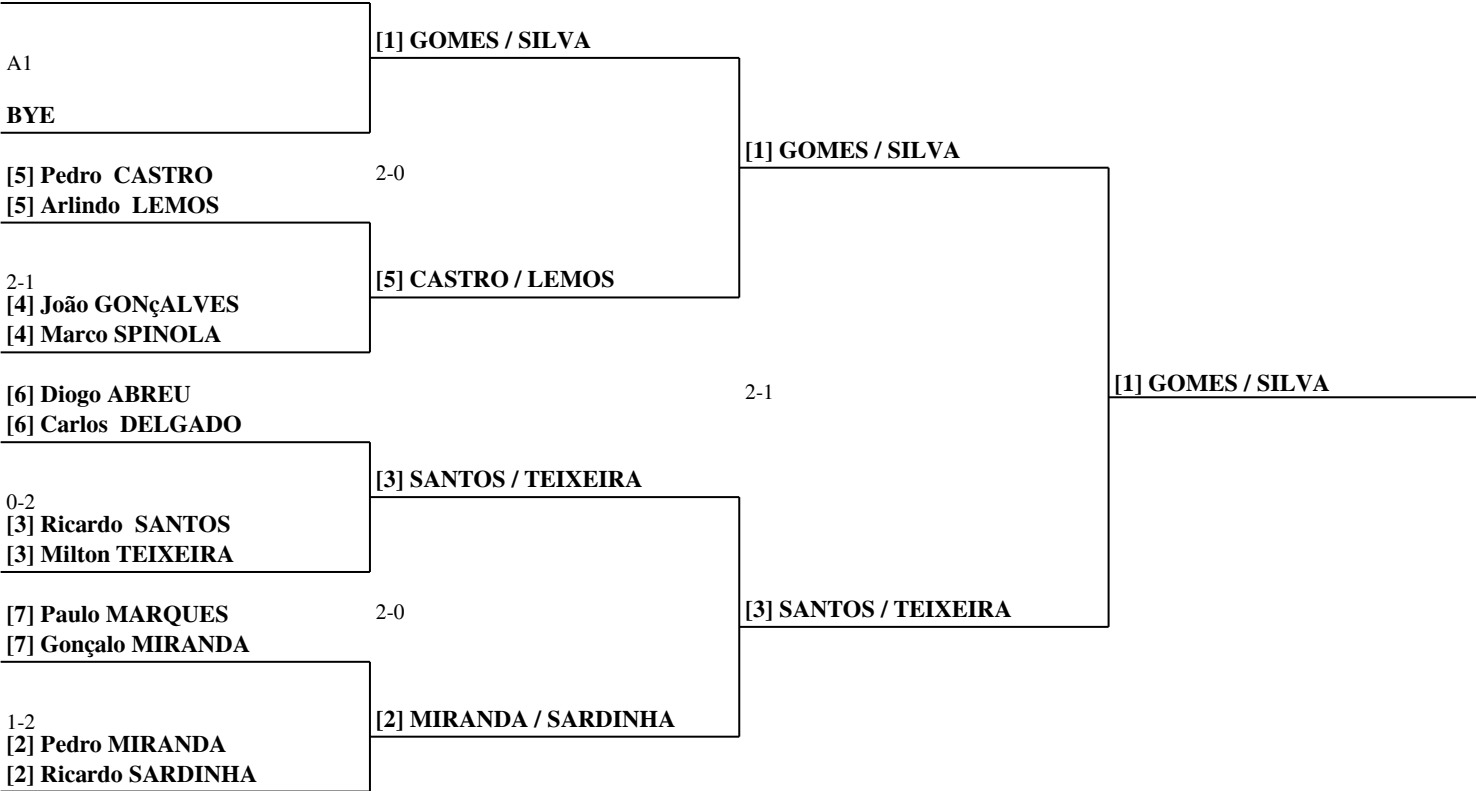 [1] GOMES / SILVA
A1
BYE
[1] GOMES / SILVA
[5] Pedro  CASTRO
2-0
[5] Arlindo  LEMOS
2-1
[5] CASTRO / LEMOS
[4] João GONçALVES
[4] Marco SPINOLA
[6] Diogo ABREU
2-1
[1] GOMES / SILVA
[6] Carlos  DELGADO
[3] SANTOS / TEIXEIRA
0-2
[3] Ricardo  SANTOS
[3] Milton TEIXEIRA
[7] Paulo MARQUES
2-0
[3] SANTOS / TEIXEIRA
[7] Gonçalo MIRANDA
1-2
[2] MIRANDA / SARDINHA
[2] Pedro MIRANDA
[2] Ricardo SARDINHA